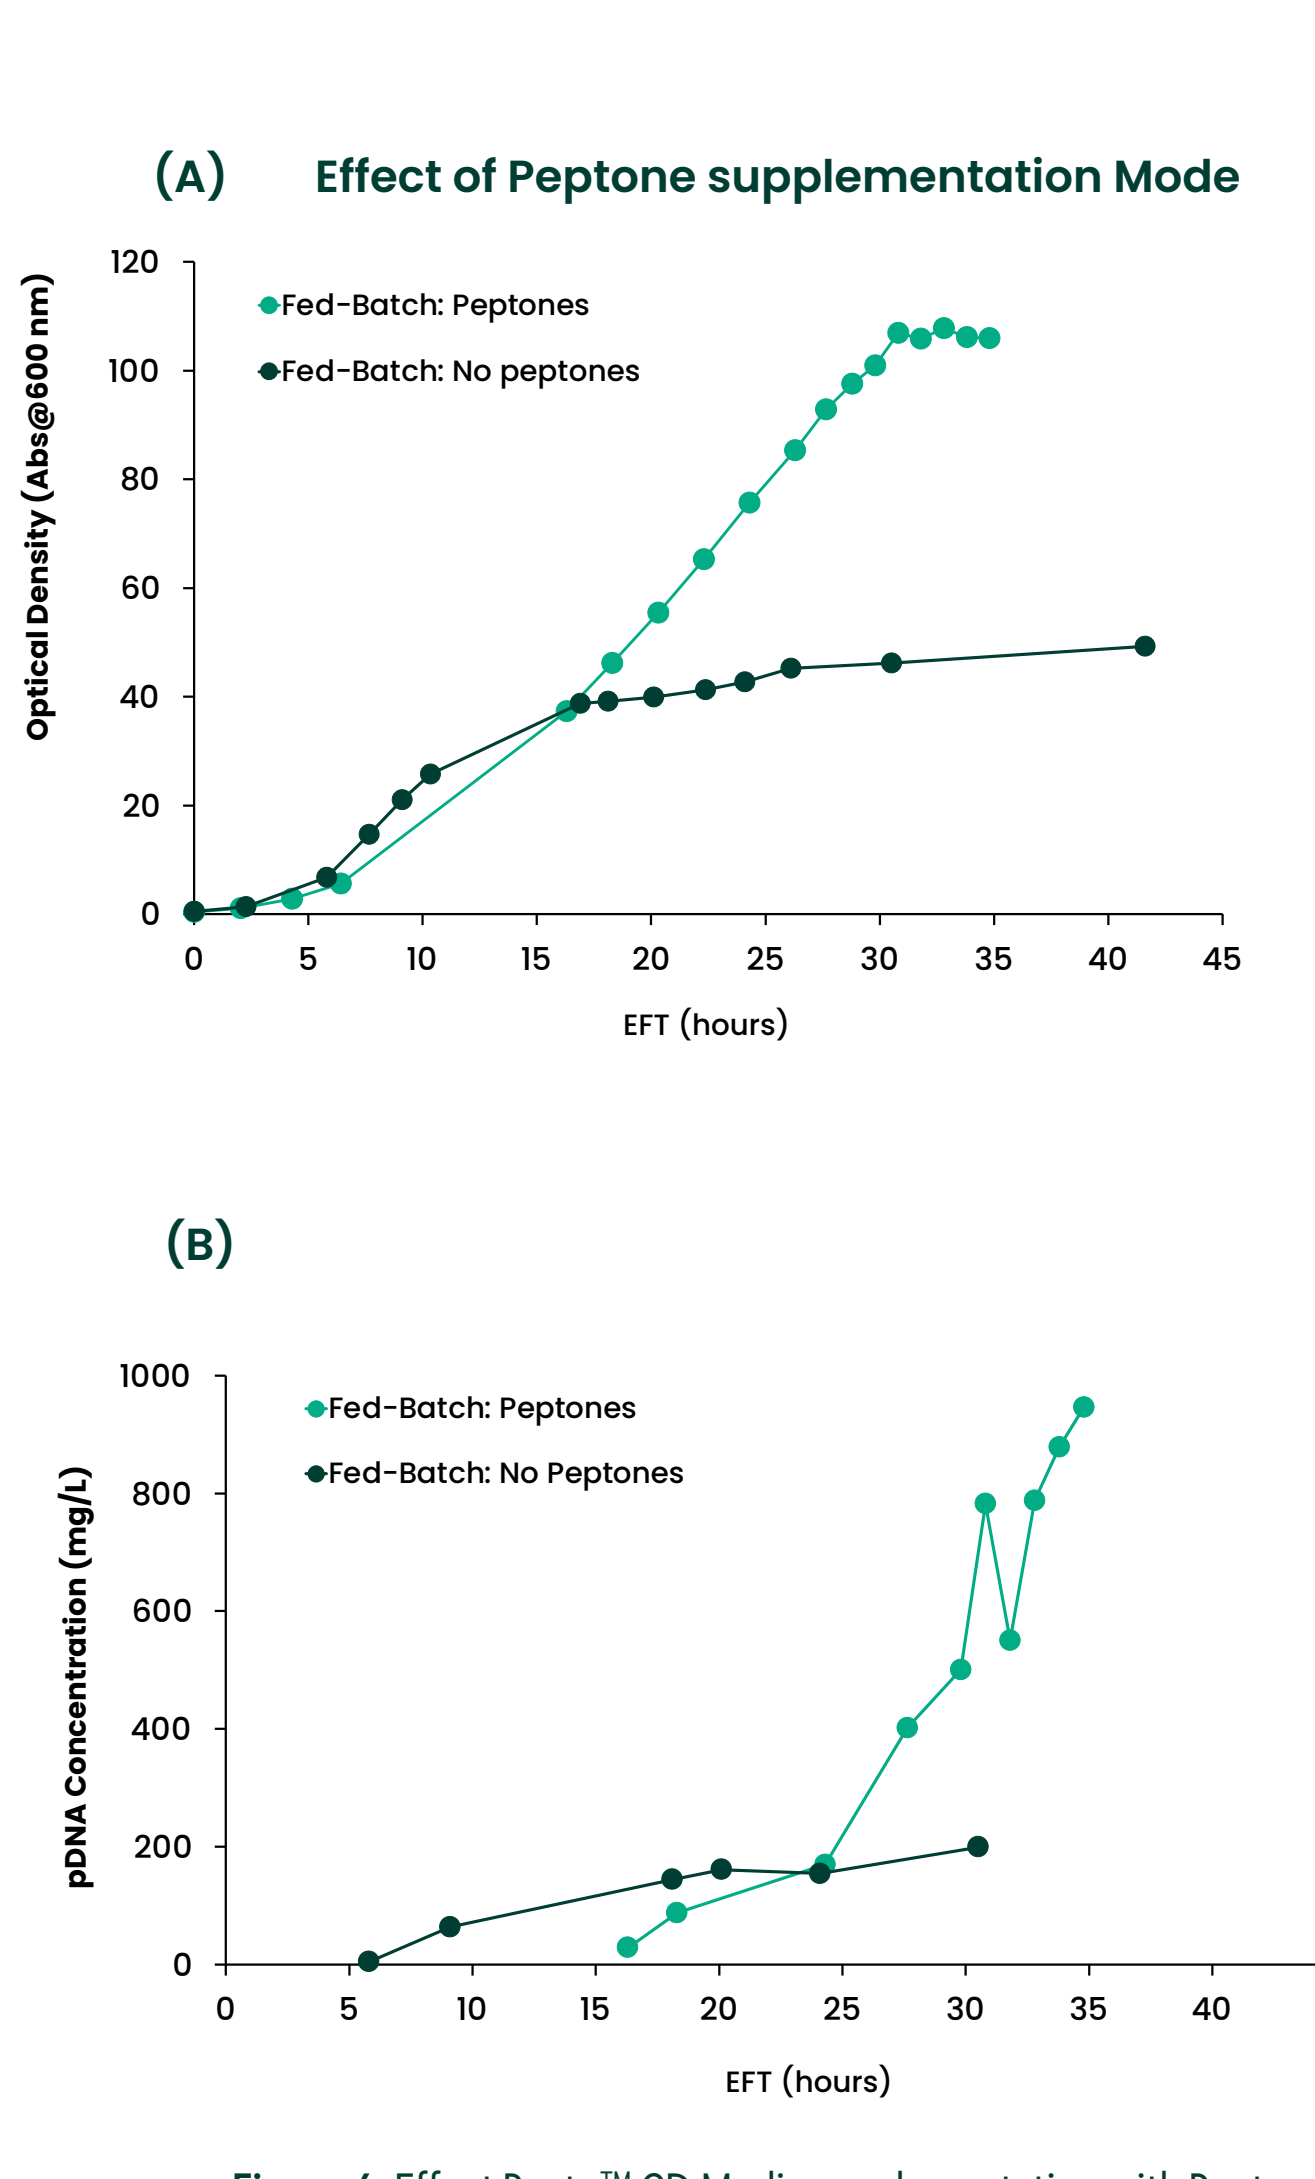 (A) Effect of Peptone supplementation Mode
120
100
80
60
40
20
0
Optical Density (Abs@600 nm)
Fed-Batch: Peptones
Fed-Batch: No peptones
0 5 10 15 20 25 30 35 40 45
EFT (hours)
(B)
1000
800
600
400
200
0
pDNA Concentration (mg/L)
Fed-Batch: Peptones
Fed-Batch: No Peptones
0 5 10 15 20 25 30 35 40
EFT (hours)